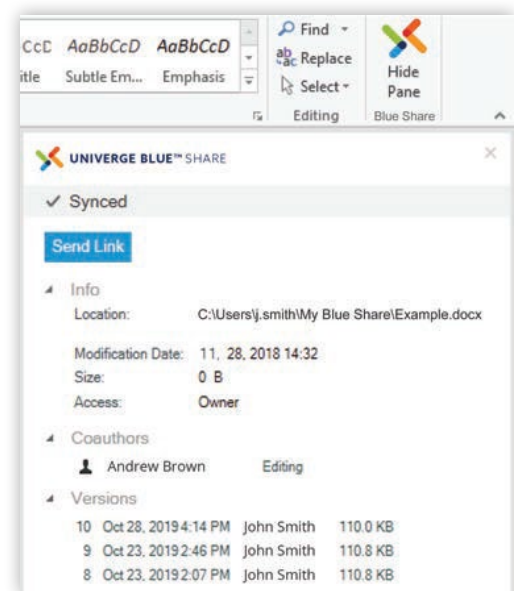 CcD AaBbCcD AaBbCcD
itle Subtle Em... Emphasis
Find
Replace
Select
Editing
Hide
Pane
Blue Share
UNIVERGE BLUE™ SHARE
Synced
Send Link
Info
Location: C:\Users\j.smith\My Blue Share\Example.docx
Modification Date: 11, 28, 2018 14:32
Size: 0 B
Access: Owner
Coauthors
Andrew Brown Editing
Versions
10 Oct 28, 2019 4:14 PM John Smith 110.0 KB
9 Oct 23, 2019 2:46 PM John Smith 110.8 KB
8 Oct 23, 2019 2:07 PM John Smith 110.8 KB